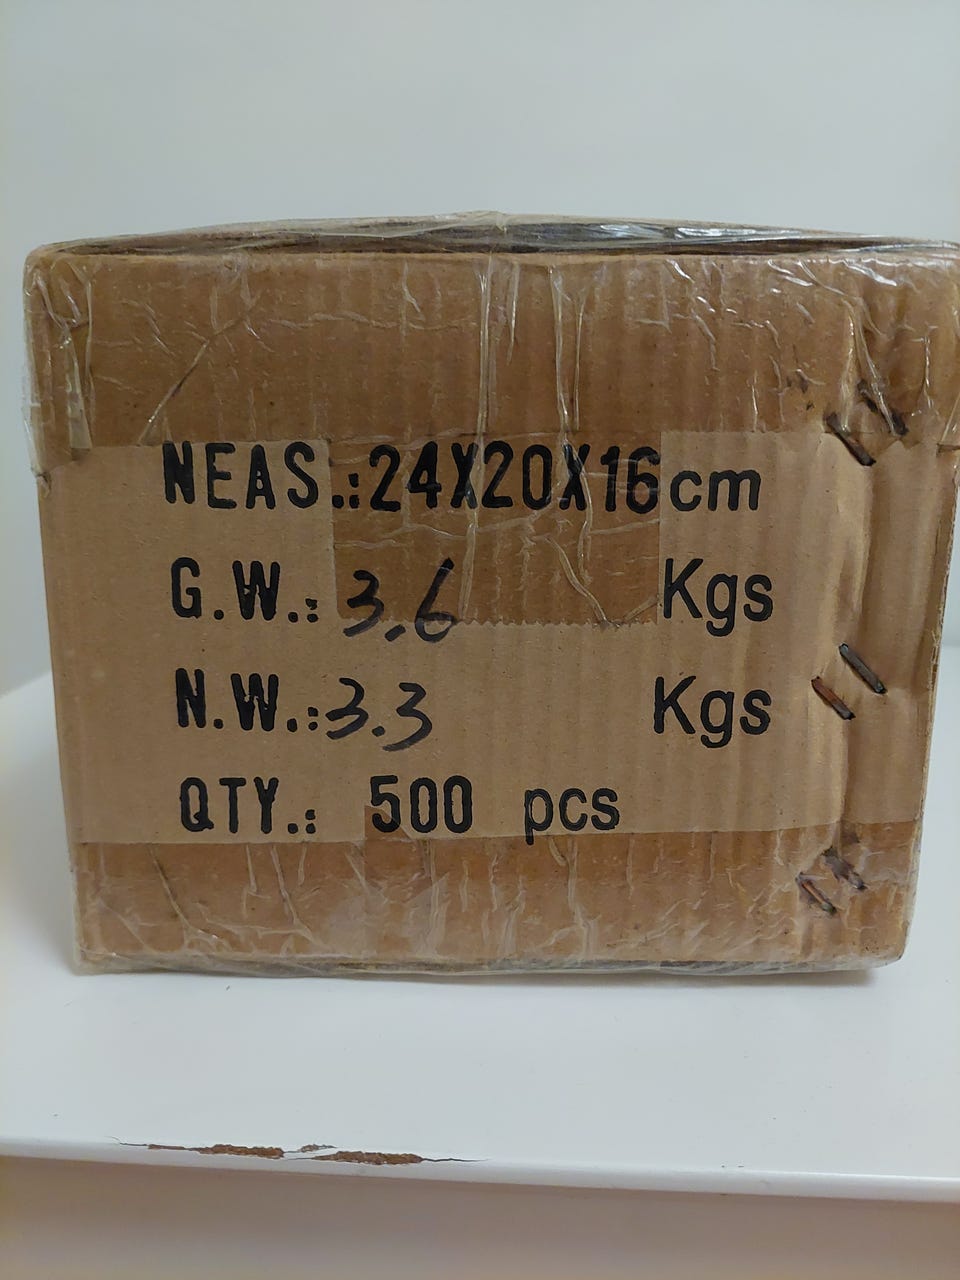 NEAS.:24X20X16cm
G.W.: 3.6 Kgs
N.W.: 3.3 Kgs
QTY.: 500 pcs